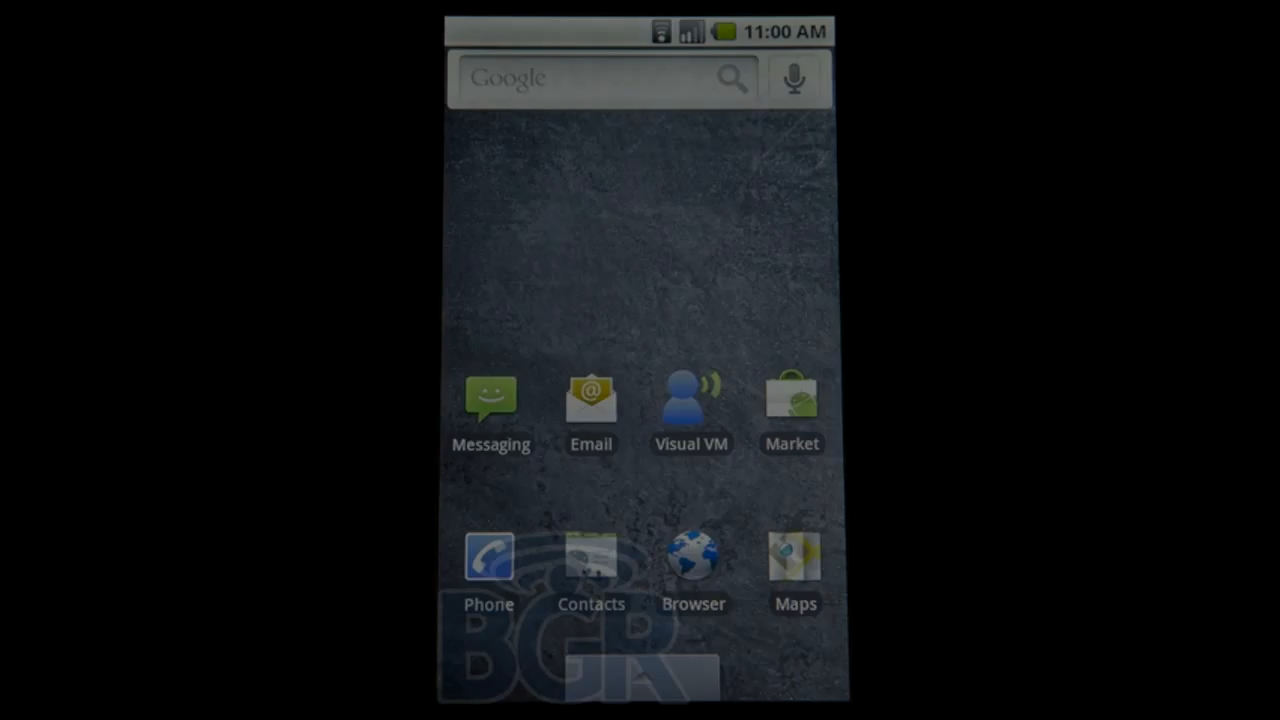 11:00 AM
Google
Messaging Email Visual VM Market
Phone Contacts Browser Maps
BGR